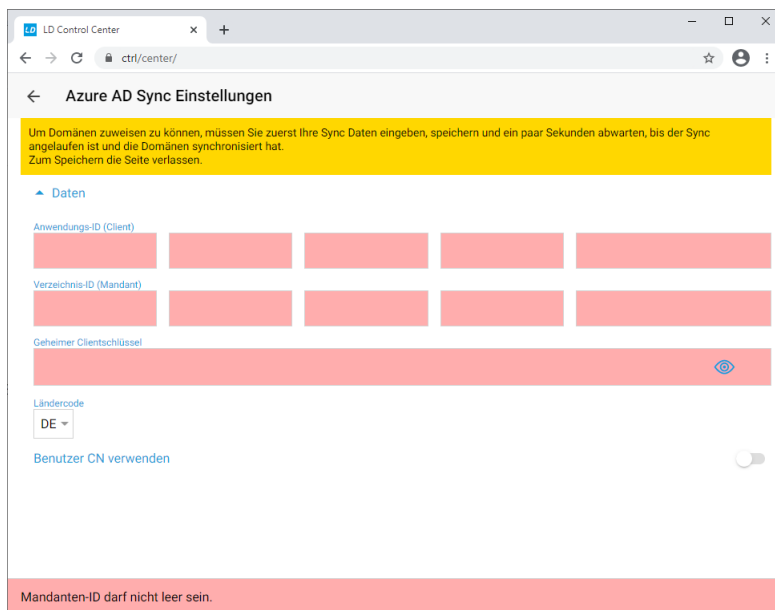 LD LD Control Center
ctrl/center/
Azure AD Sync Einstellungen
Um Domänen zuweisen zu können, müssen Sie zuerst Ihre Sync Daten eingeben, speichern und ein paar Sekunden abwarten, bis der Sync
angelaufen ist und die Domänen synchronisiert hat.
Zum Speichern die Seite verlassen.
Daten
Anwendungs-ID (Client)
Verzeichnis-ID (Mandant)
Geheimer Clientschlüssel
Ländercode
DE
Benutzer CN verwenden
Mandanten-ID darf nicht leer sein.